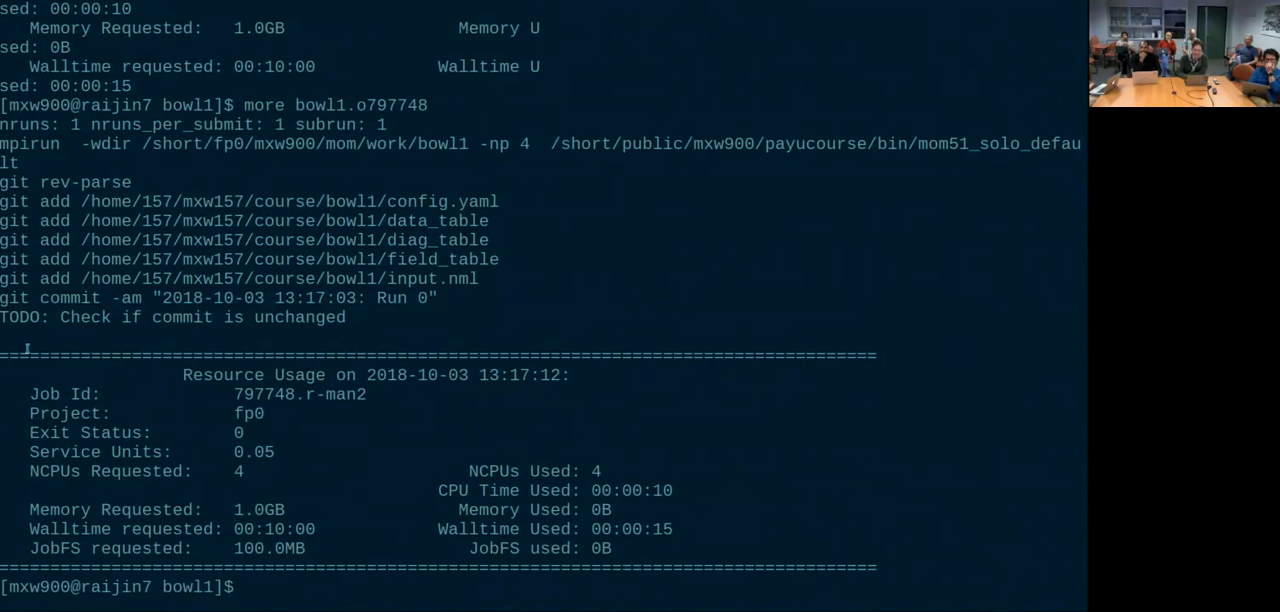 sed: 00:00:10
Memory Requested: 1.0GB Memory U
sed: 0B
Walltime requested: 00:10:00 Walltime U
sed: 00:00:15
[mxw900@raijin7 bowl1]$ more bowl1.o797748
nruns: 1 nruns_per_submit: 1 subrun: 1
mpirun -wdir /short/fp0/mxw900/mom/work/bowl1 -np 4 /short/public/mxw900/payucourse/bin/mom51_solo_defau
lt
git rev-parse
git add /home/157/mxw157/course/bowl1/config.yaml
git add /home/157/mxw157/course/bowl1/data_table
git add /home/157/mxw157/course/bowl1/diag_table
git add /home/157/mxw157/course/bowl1/field_table
git add /home/157/mxw157/course/bowl1/input.nml
git commit -am "2018-10-03 13:17:03: Run 0"
TODO: Check if commit is unchanged
======================================================================================
Resource Usage on 2018-10-03 13:17:12:
Job Id: 797748.r-man2
Project: fp0
Exit Status: 0
Service Units: 0.05
NCPUs Requested: 4 NCPUs Used: 4
CPU Time Used: 00:00:10
Memory Requested: 1.0GB Memory Used: 0B
Walltime requested: 00:10:00 Walltime Used: 00:00:15
JobFS requested: 100.0MB JobFS used: 0B
======================================================================================
[mxw900@raijin7 bowl1]$